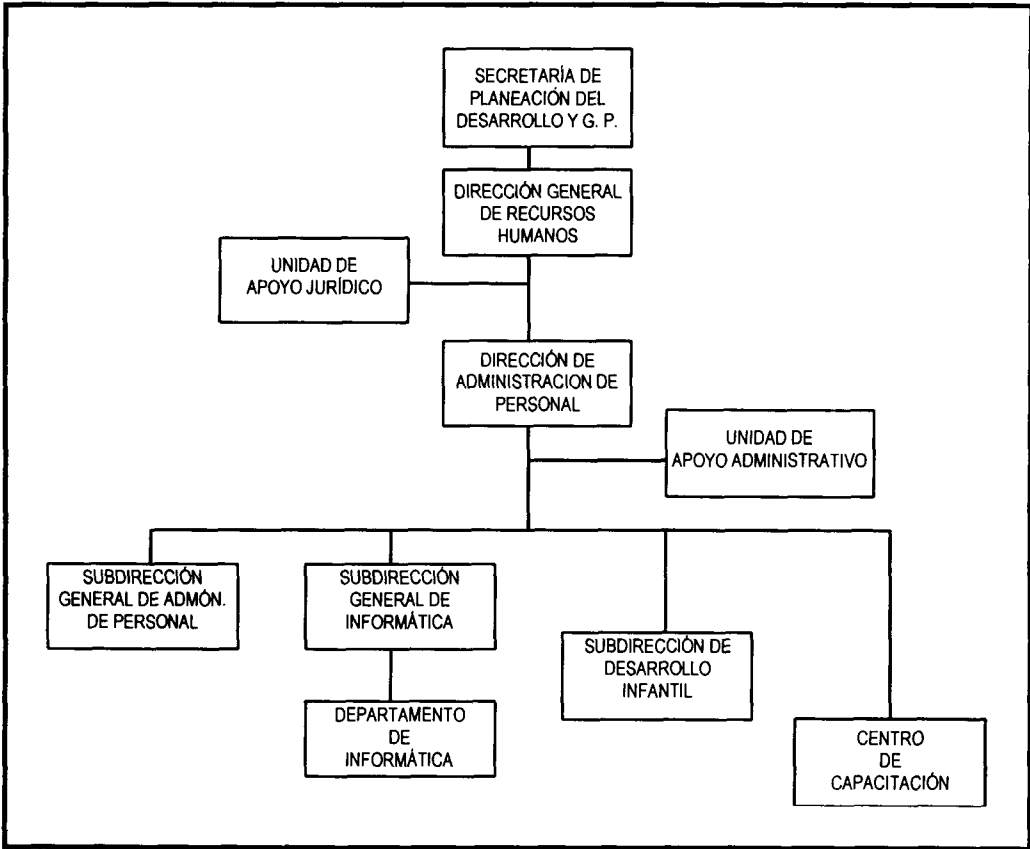 SECRETARÍA DE
PLANEACIÓN DEL
DESARROLLO Y G. P.
DIRECCIÓN GENERAL
DE RECURSOS
HUMANOS
UNIDAD DE
APOYO JURÍDICO
DIRECCIÓN DE
ADMINISTRACION DE
PERSONAL
UNIDAD DE
APOYO ADMINISTRATIVO
SUBDIRECCIÓN
GENERAL DE ADMÓN.
DE PERSONAL
SUBDIRECCIÓN
GENERAL DE
INFORMÁTICA
SUBDIRECCIÓN DE
DESARROLLO
INFANTIL
DEPARTAMENTO
DE
INFORMÁTICA
CENTRO
DE
CAPACITACIÓN